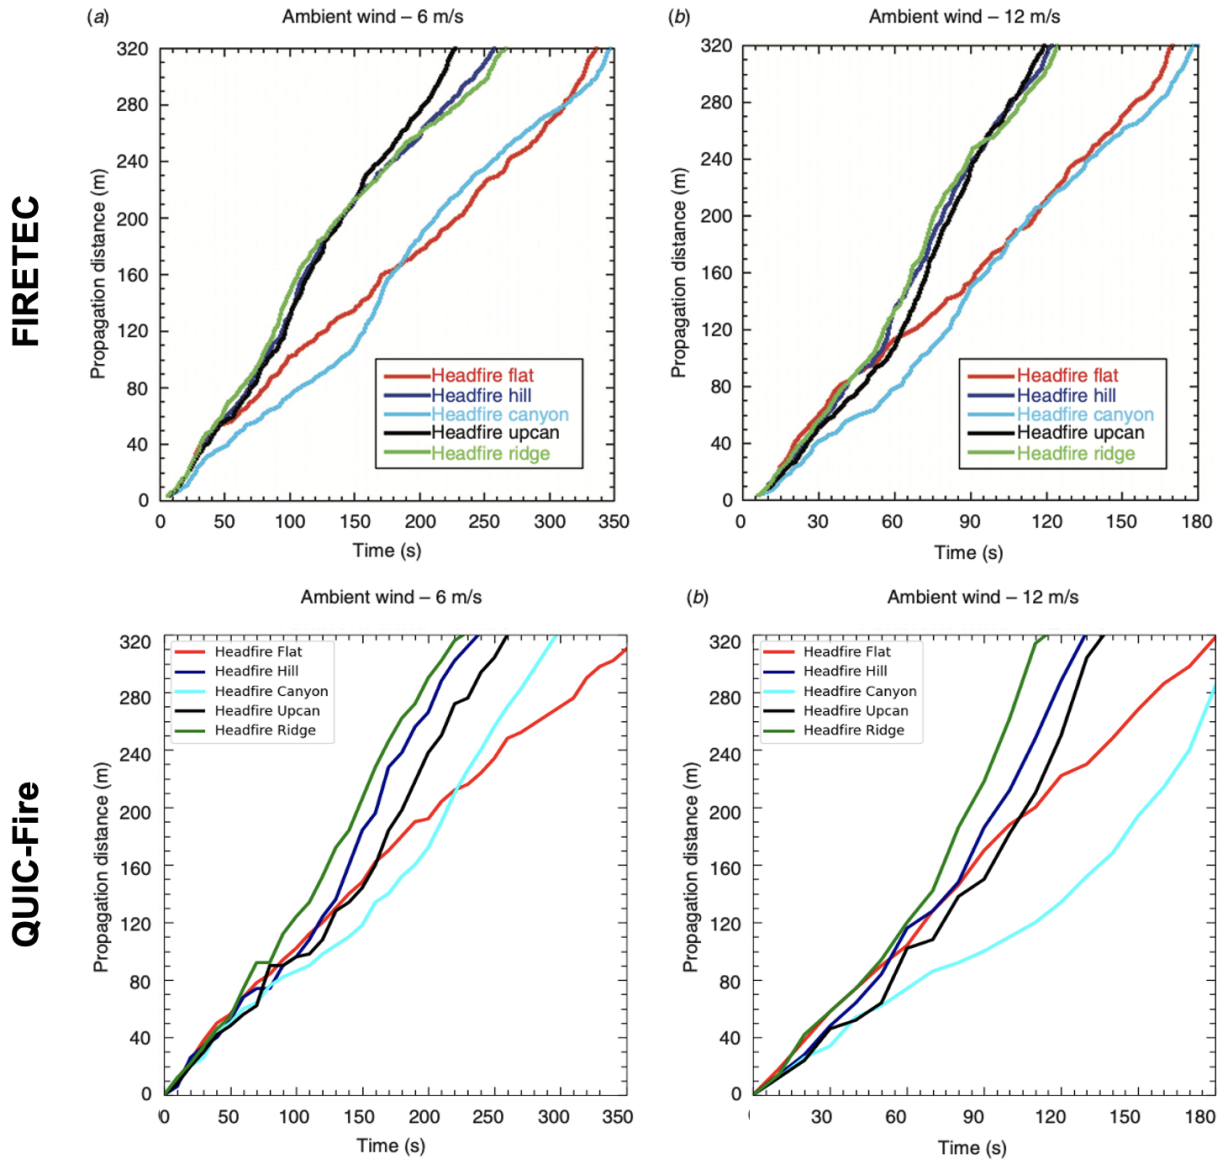 (a)
Ambient wind – 6 m/s
FIRETEC
Propagation distance (m)
320
280
240
200
160
120
80
40
0
Headfire flat
Headfire hill
Headfire canyon
Headfire upcan
Headfire ridge
0 50 100 150 200 250 300 350
Time (s)
(b)
Ambient wind – 12 m/s
Propagation distance (m)
320
280
240
200
160
120
80
40
0
Headfire flat
Headfire hill
Headfire canyon
Headfire upcan
Headfire ridge
0 30 60 90 120 150 180
Time (s)
Ambient wind – 6 m/s
QUIC-Fire
Propagation distance (m)
320
280
240
200
160
120
80
40
0
Headfire Flat
Headfire Hill
Headfire Canyon
Headfire Upcan
Headfire Ridge
0 50 100 150 200 250 300 350
Time (s)
(b)
Ambient wind – 12 m/s
Propagation distance (m)
320
280
240
200
160
120
80
40
0
Headfire Flat
Headfire Hill
Headfire Canyon
Headfire Upcan
Headfire Ridge
30 60 90 120 150 180
Time (s)